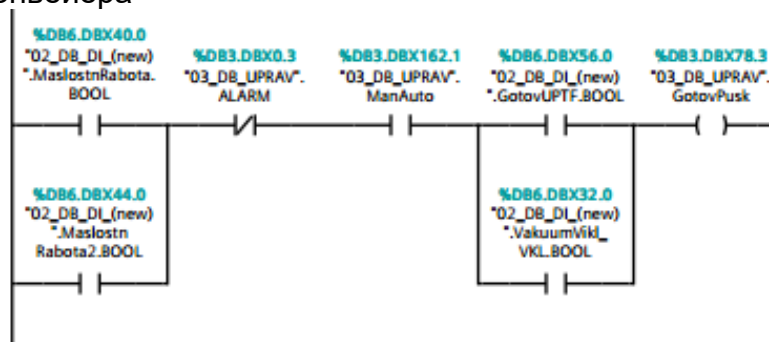 %DB6.DBX40.0
"02_DB_DI_(new)
".MaslostnRabota.
BOOL
%DB3.DBX0.3
"03_DB_UPRAV".
ALARM
%DB3.DBX162.1
"03_DB_UPRAV".
ManAuto
%DB6.DBX56.0
"02_DB_DI_(new)
".GotovUPTF.BOOL
%DB3.DBX78.3
"03_DB_UPRAV".
GotovPusk
%DB6.DBX44.0
"02_DB_DI_(new)
".Maslostn
Rabota2.BOOL
%DB6.DBX32.0
"02_DB_DI_(new)
".VakuumVikl_
VKL.BOOL